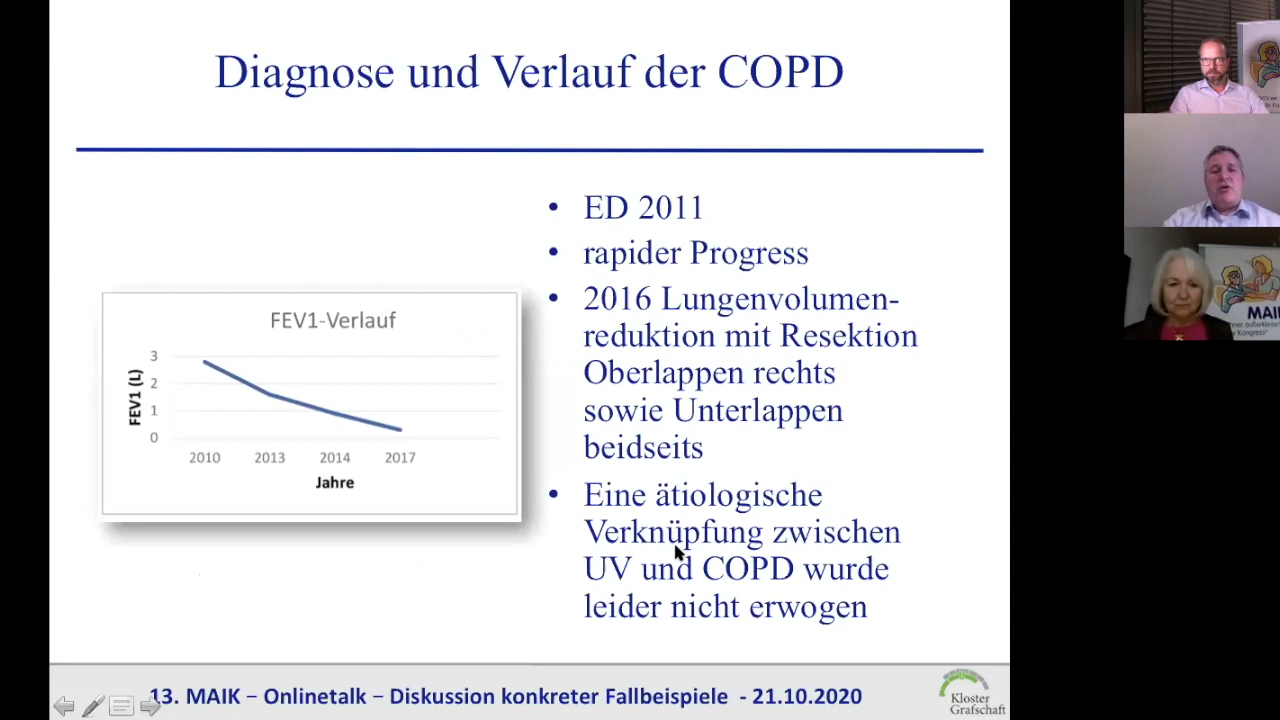 Diagnose und Verlauf der COPD
• ED 2011
• rapider Progress
• 2016 Lungenvolumen-
reduktion mit Resektion
Oberlappen rechts
sowie Unterlappen
beidseits
• Eine ätiologische
Verknüpfung zwischen
UV und COPD wurde
leider nicht erwogen
FEV1-Verlauf
FEV1 (L)
3
2
1
0
2010 2013 2014 2017
Jahre
13. MAIK – Onlinetalk – Diskussion konkreter Fallbeispiele - 21.10.2020
Kloster
Grafschaft
MAI